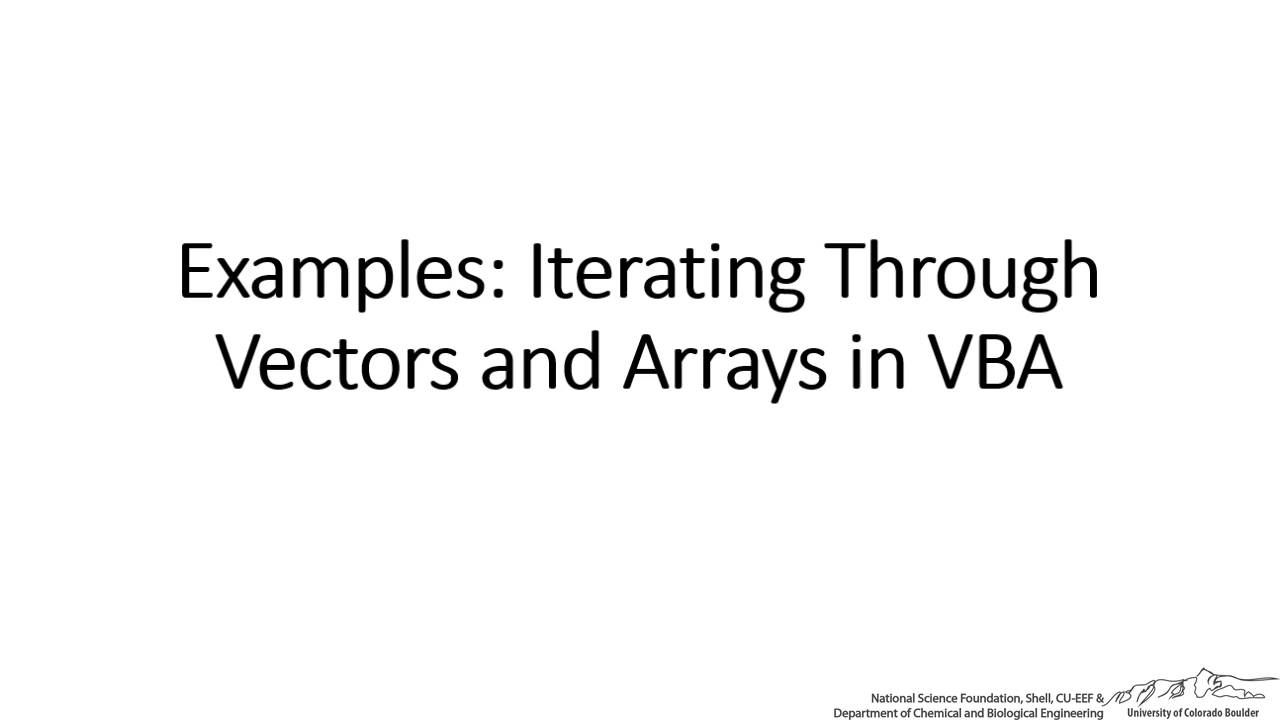 Examples: Iterating Through
Vectors and Arrays in VBA
National Science Foundation, Shell, CU-EEF &
Department of Chemical and Biological Engineering
University of Colorado Boulder